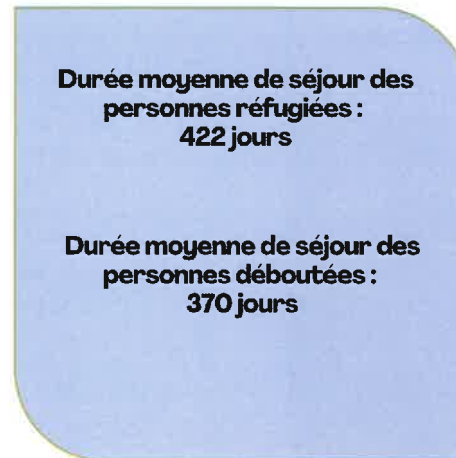 Durée moyenne de séjour des
personnes réfugiées :
422 jours
Durée moyenne de séjour des
personnes déboutées :
370 jours